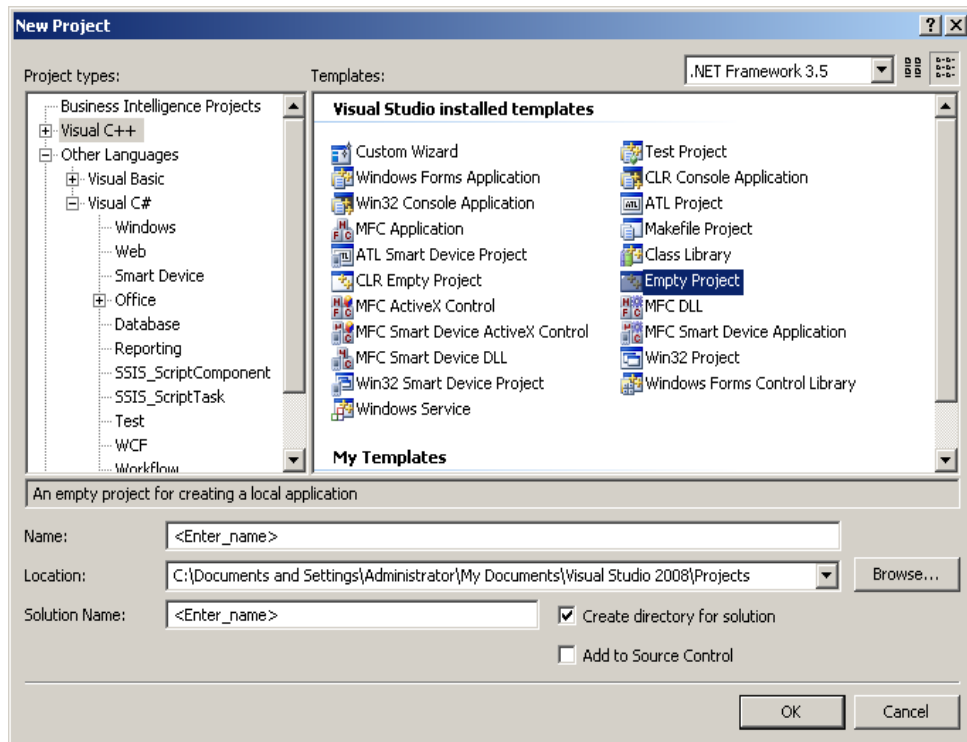 New Project
Project types:
Templates:
.NET Framework 3.5
Business Intelligence Projects
Visual C++
Other Languages
Visual Basic
Visual C#
Windows
Web
Smart Device
Office
Database
Reporting
SSIS_ScriptComponent
SSIS_ScriptTask
Test
WCF
Workflow
Visual Studio installed templates
Custom Wizard
Test Project
Windows Forms Application
CLR Console Application
Win32 Console Application
ATL Project
MFC Application
Makefile Project
ATL Smart Device Project
Class Library
CLR Empty Project
Empty Project
MFC ActiveX Control
MFC DLL
MFC Smart Device ActiveX Control
MFC Smart Device Application
MFC Smart Device DLL
Win32 Project
Win32 Smart Device Project
Windows Forms Control Library
Windows Service
My Templates
An empty project for creating a local application
Name:
<Enter_name>
Location:
C:\Documents and Settings\Administrator\My Documents\Visual Studio 2008\Projects
Browse...
Solution Name:
<Enter_name>
Create directory for solution
Add to Source Control
OK
Cancel